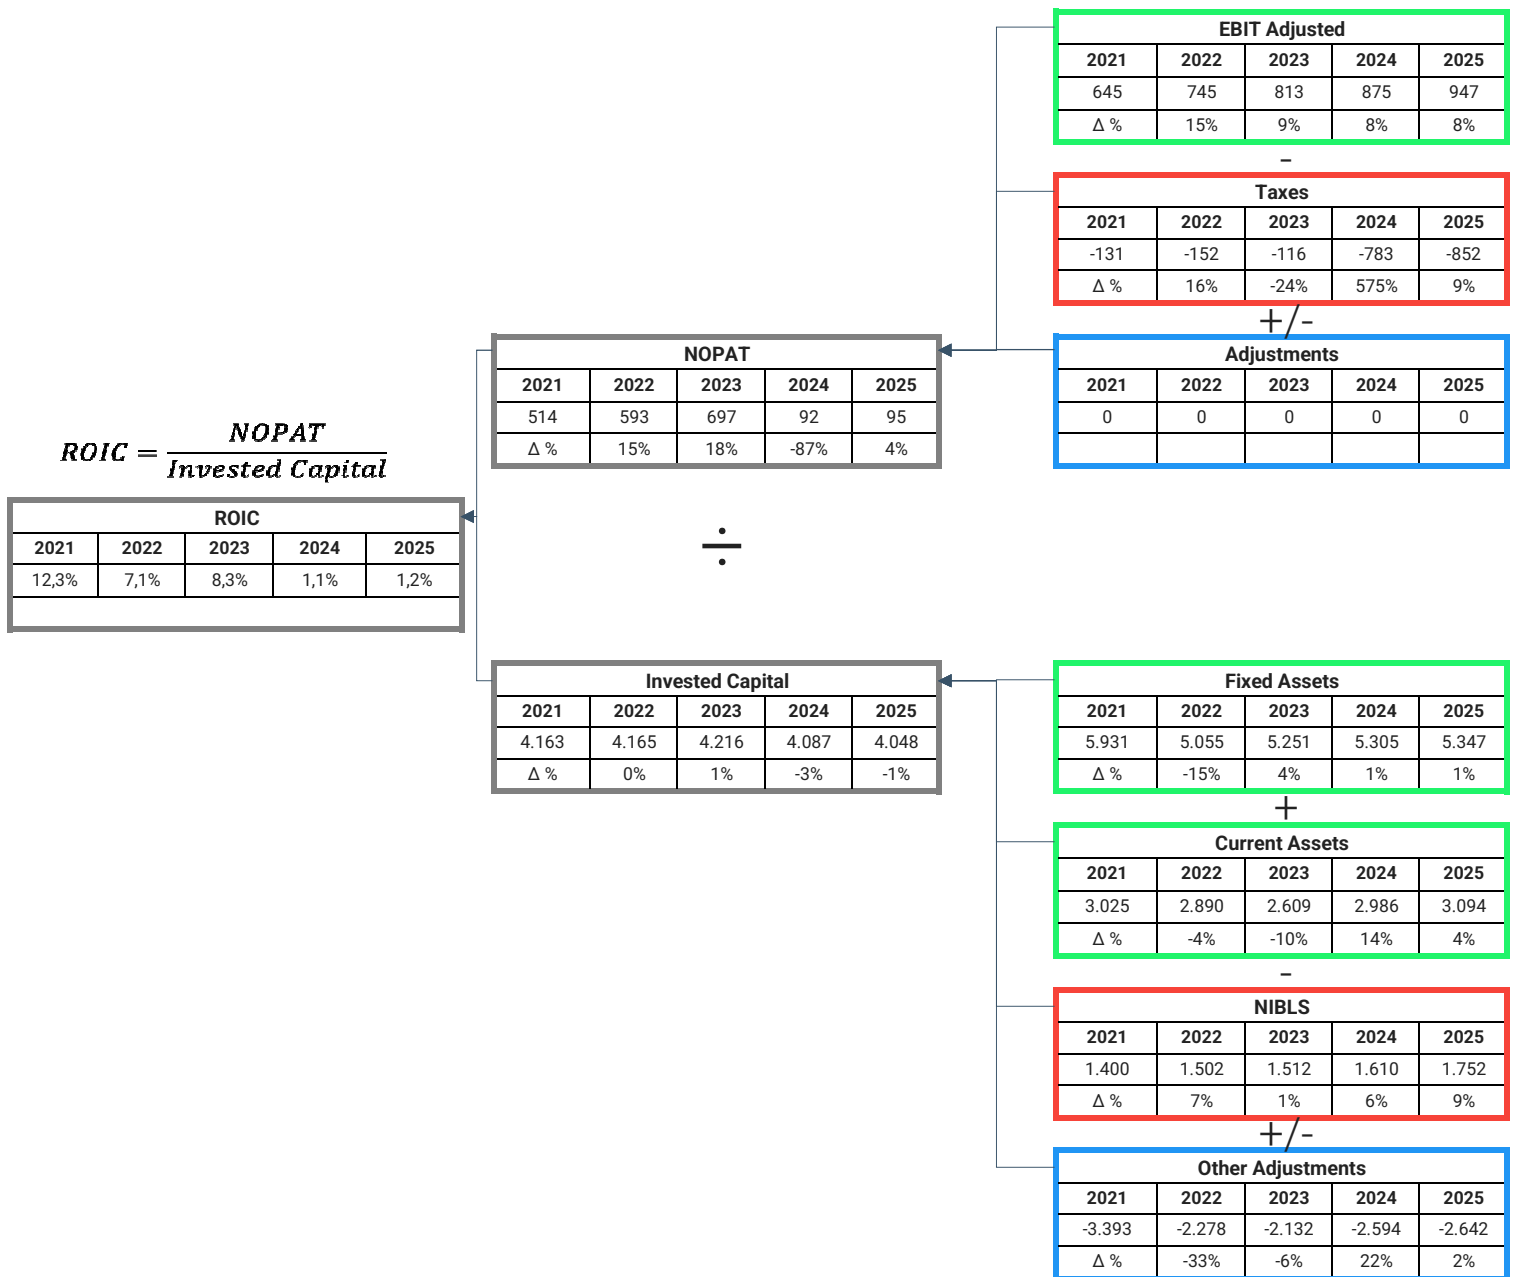 EBIT Adjusted
2021 2022 2023 2024 2025
645 745 813 875 947
Δ % 15% 9% 8% 8%
-
Taxes
2021 2022 2023 2024 2025
-131 -152 -116 -783 -852
Δ % 16% -24% 575% 9%
+/-
NOPAT
2021 2022 2023 2024 2025
514 593 697 92 95
Δ % 15% 18% -87% 4%
Adjustments
2021 2022 2023 2024 2025
0 0 0 0 0
ROIC = NOPAT / Invested Capital
ROIC
2021 2022 2023 2024 2025
12,3% 7,1% 8,3% 1,1% 1,2%
÷
Invested Capital
2021 2022 2023 2024 2025
4.163 4.165 4.216 4.087 4.048
Δ % 0% 1% -3% -1%
Fixed Assets
2021 2022 2023 2024 2025
5.931 5.055 5.251 5.305 5.347
Δ % -15% 4% 1% 1%
+
Current Assets
2021 2022 2023 2024 2025
3.025 2.890 2.609 2.986 3.094
Δ % -4% -10% 14% 4%
-
NIBLS
2021 2022 2023 2024 2025
1.400 1.502 1.512 1.610 1.752
Δ % 7% 1% 6% 9%
+/-
Other Adjustments
2021 2022 2023 2024 2025
-3.393 -2.278 -2.132 -2.594 -2.642
Δ % -33% -6% 22% 2%